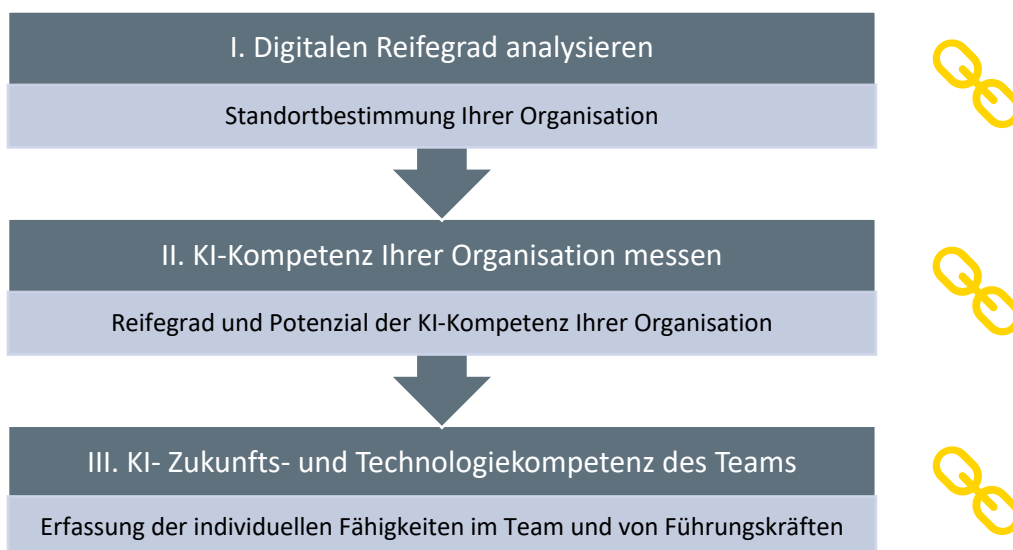 I. Digitalen Reifegrad analysieren
Standortbestimmung Ihrer Organisation
II. KI-Kompetenz Ihrer Organisation messen
Reifegrad und Potenzial der KI-Kompetenz Ihrer Organisation
III. KI- Zukunfts- und Technologiekompetenz des Teams
Erfassung der individuellen Fähigkeiten im Team und von Führungskräften